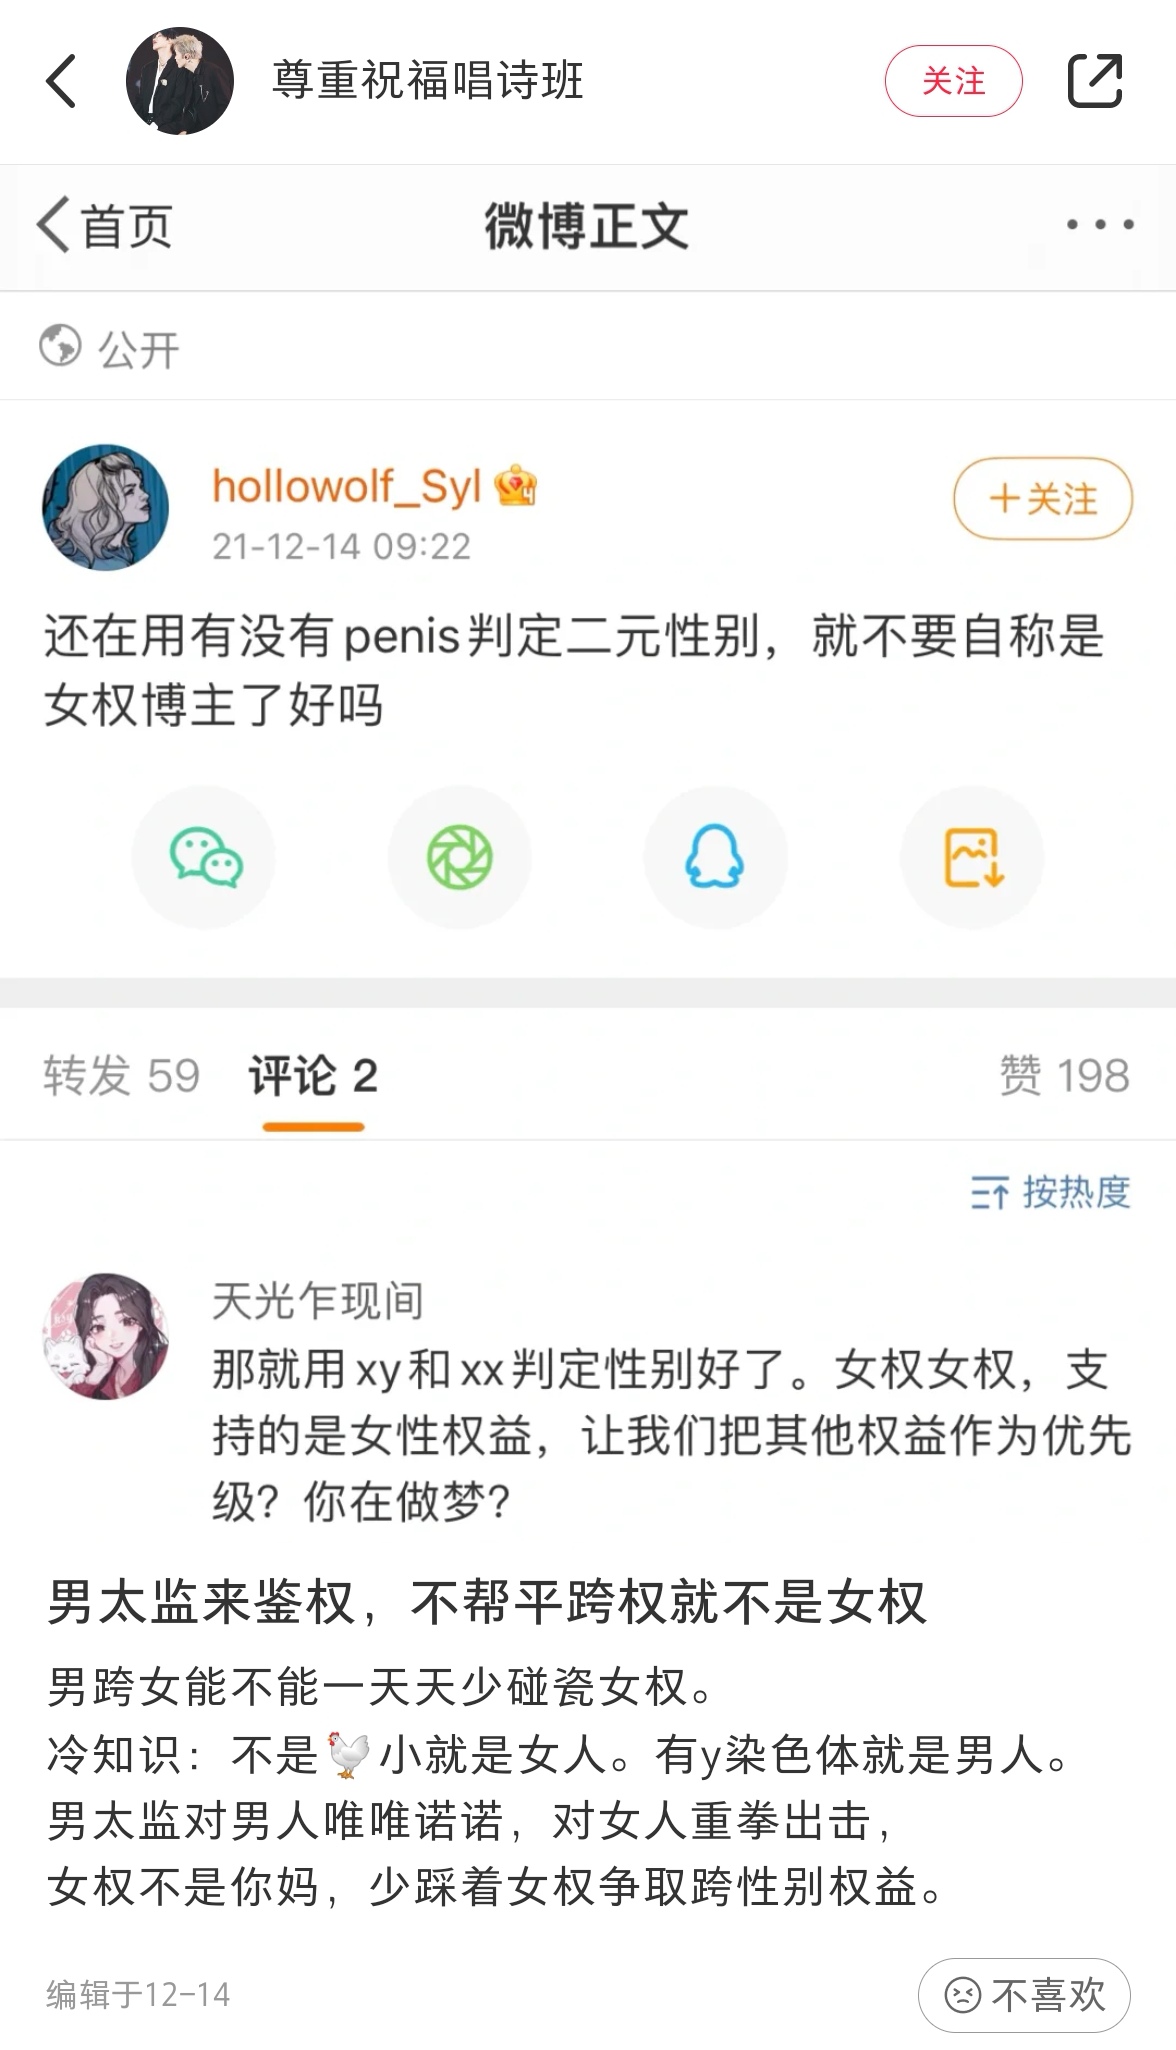 尊重祝福唱诗班
关注
首页
微博正文
公开
hollowolf_Syl
21-12-14 09:22
+关注
还在用有没有penis判定二元性别，就不要自称是
女权博主了好吗
转发 59 评论 2 赞 198
按热度
天光乍现间
那就用xy和xx判定性别好了。女权女权，支
持的是女性权益，让我们把其他权益作为优先
级？你在做梦？
男太监来鉴权，不帮平跨权就不是女权
男跨女能不能一天天少碰瓷女权。
冷知识：不是🐓小就是女人。有y染色体就是男人。
男太监对男人唯唯诺诺，对女人重拳出击，
女权不是你妈，少踩着女权争取跨性别权益。
编辑于12-14
不喜欢